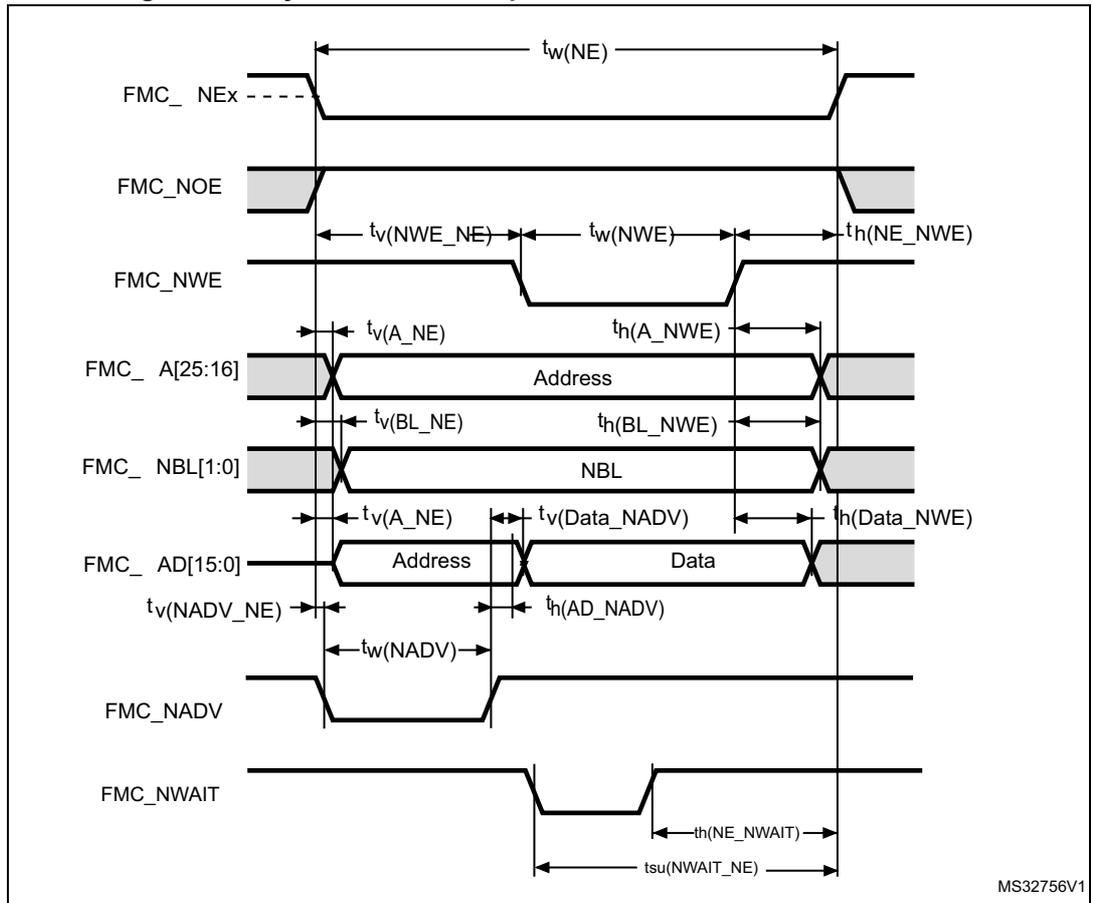 tw(NE)
FMC_ NEx
FMC_NOE
tv(NWE_NE) tw(NWE) th(NE_NWE)
FMC_NWE
tv(A_NE) th(A_NWE)
FMC_ A[25:16] Address
tv(BL_NE) th(BL_NWE)
FMC_ NBL[1:0] NBL
tv(A_NE) tv(Data_NADV) th(Data_NWE)
FMC_ AD[15:0] Address Data
tv(NADV_NE) th(AD_NADV)
tw(NADV)
FMC_NADV
FMC_NWAIT
th(NE_NWAIT)
tsu(NWAIT_NE)
MS32756V1